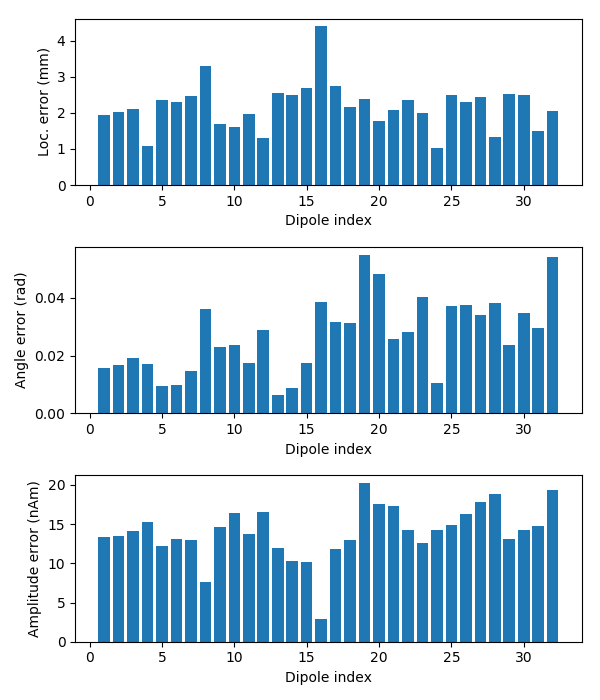 Loc. error (mm)
4
3
2
1
0
0 5 10 15 20 25 30
Dipole index
Angle error (rad)
0.04
0.02
0.00
0 5 10 15 20 25 30
Dipole index
Amplitude error (nAm)
20
15
10
5
0
0 5 10 15 20 25 30
Dipole index